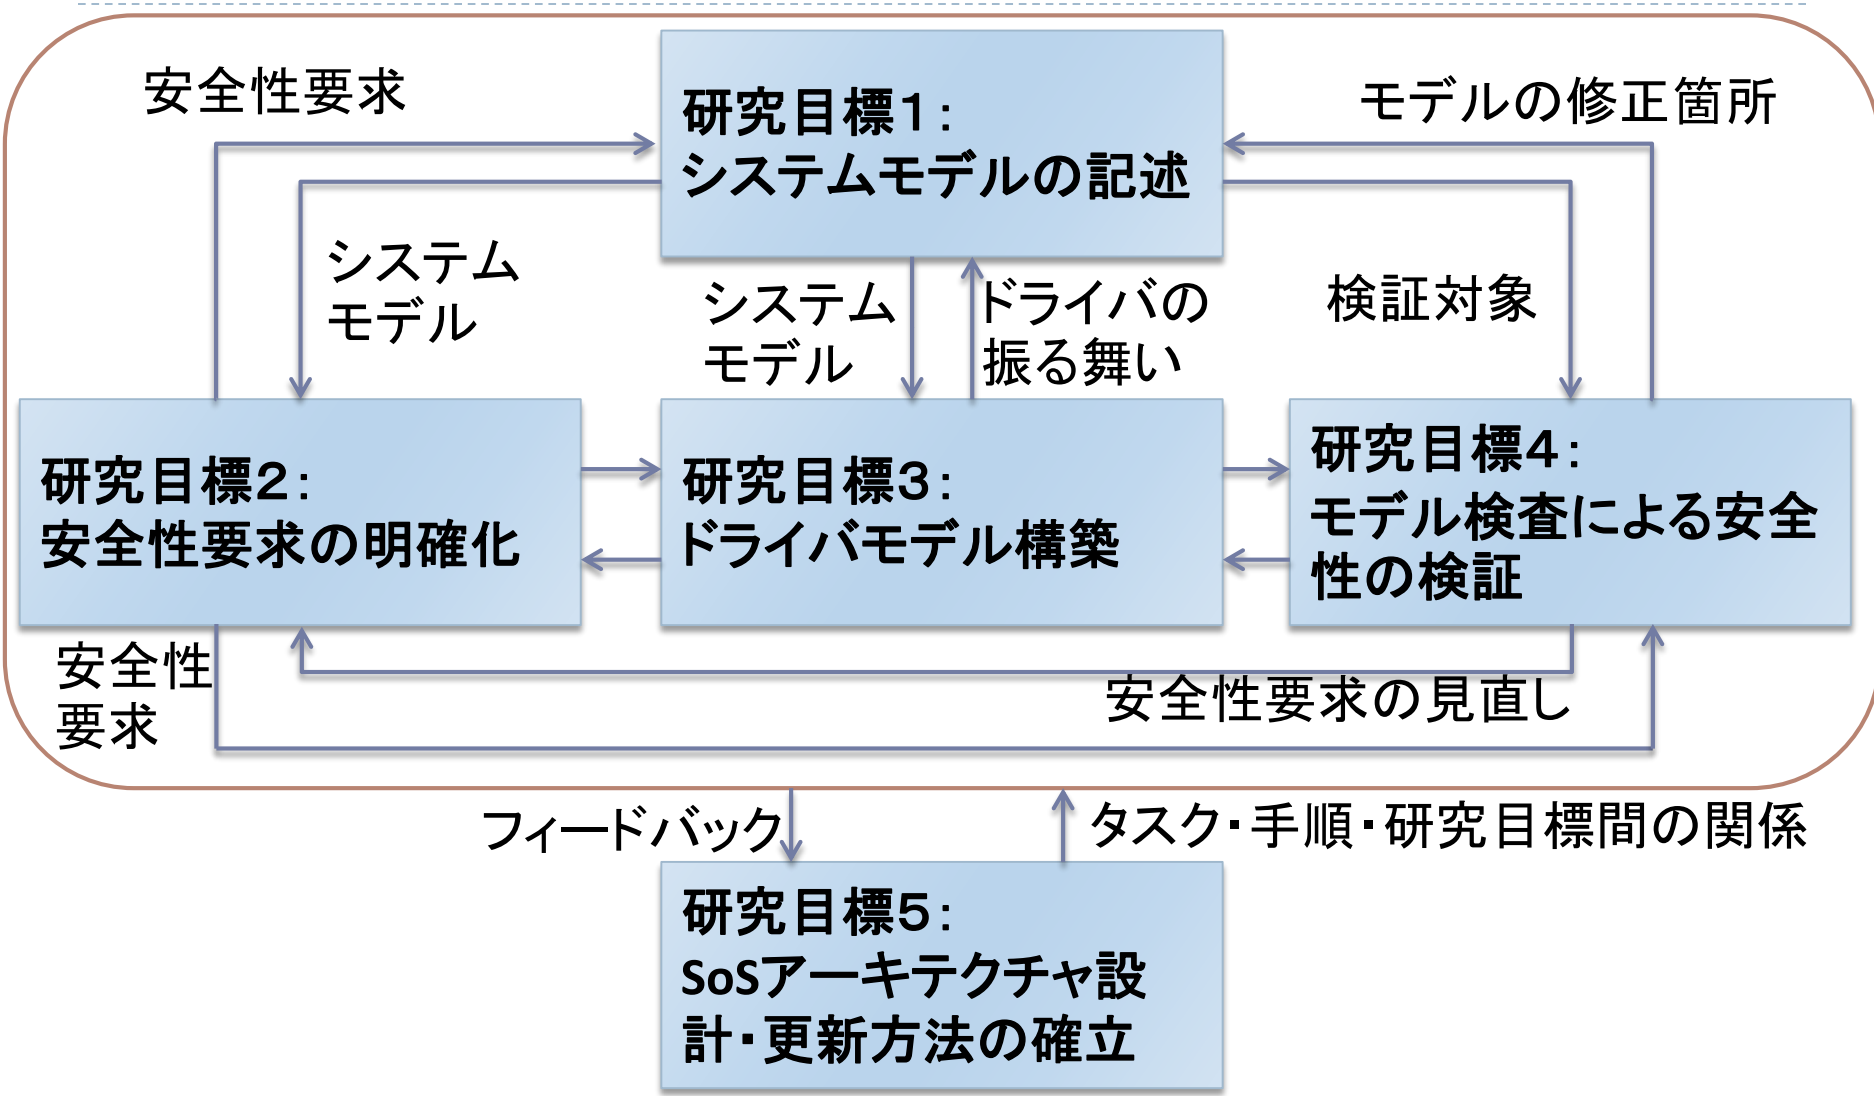 安全性要求
研究目標1:
システムモデルの記述
モデルの修正箇所
システム
モデル
システム
モデル
ドライバの
振る舞い
検証対象
研究目標2:
安全性要求の明確化
研究目標3:
ドライバモデル構築
研究目標4:
モデル検査による安全
性の検証
安全性
要求
安全性要求の見直し
フィードバック
タスク・手順・研究目標間の関係
研究目標5:
SoSアーキテクチャ設
計・更新方法の確立